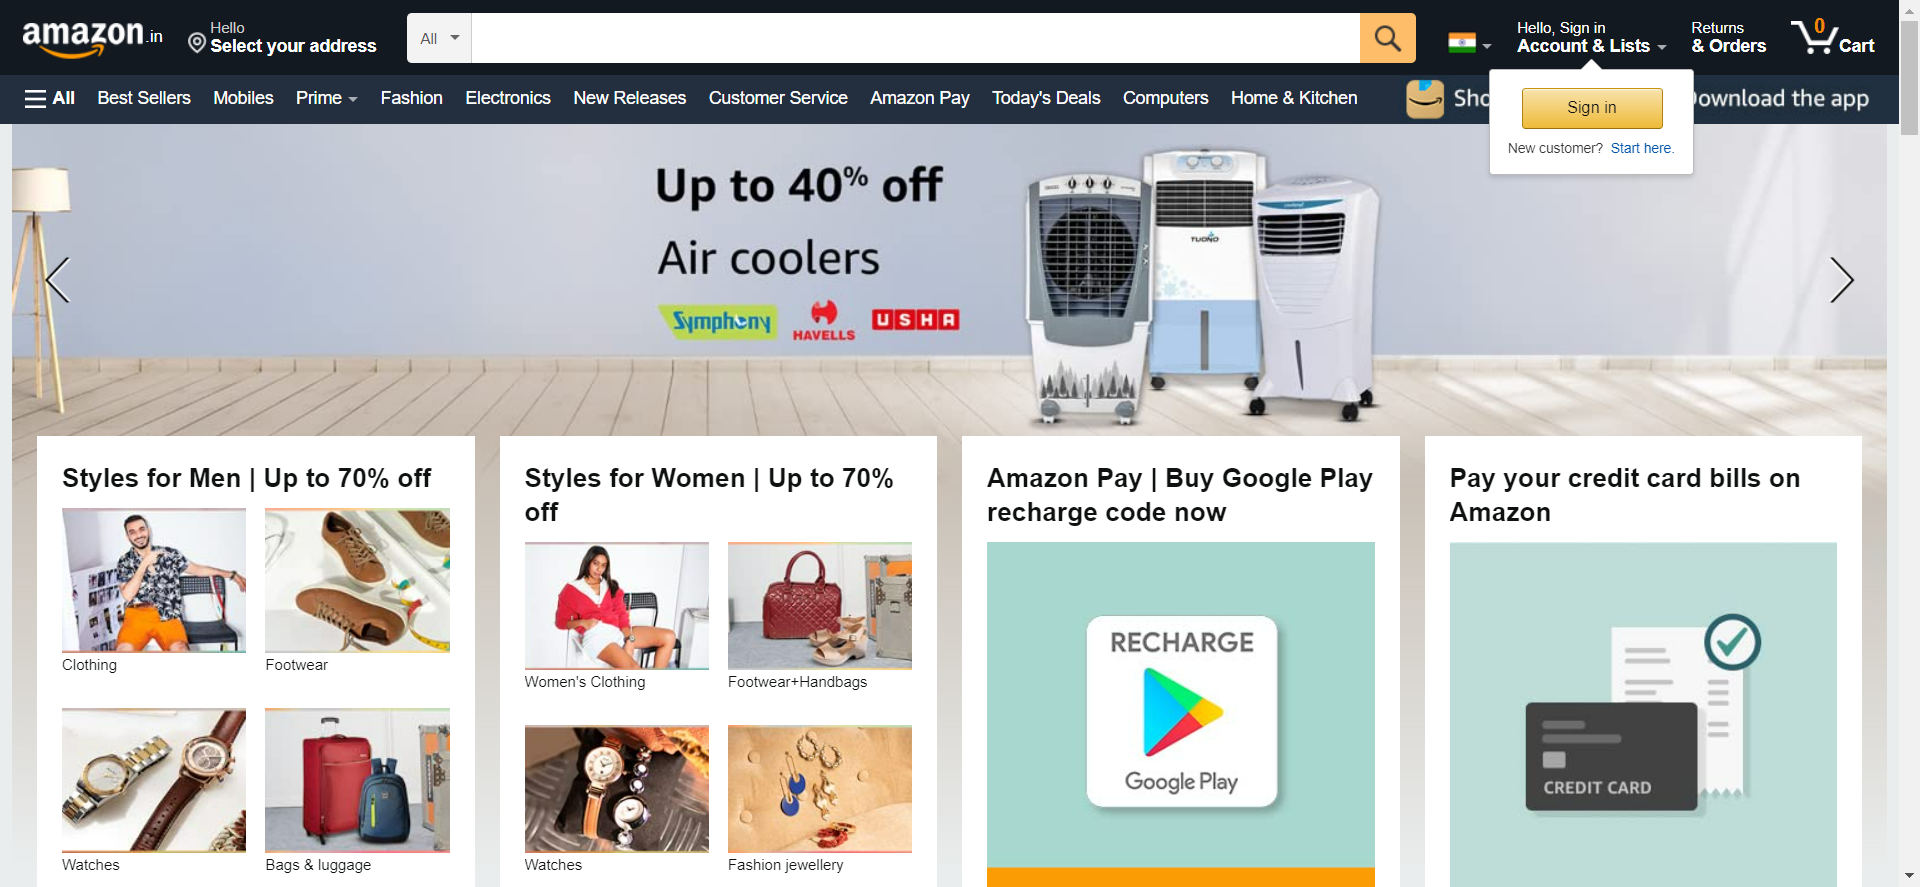 amazon.in
Hello
Select your address
All
Hello, Sign in
Account & Lists
Returns
& Orders
0
Cart
All
Best Sellers
Mobiles
Prime
Fashion
Electronics
New Releases
Customer Service
Amazon Pay
Today's Deals
Computers
Home & Kitchen
Sho
ownload the app
Sign in
New customer? Start here.
Up to 40% off
Air coolers
Symphony
HAVELLS
USHA
TUONO
Styles for Men | Up to 70% off
Clothing
Footwear
Watches
Bags & luggage
Styles for Women | Up to 70%
off
Women's Clothing
Footwear+Handbags
Watches
Fashion jewellery
Amazon Pay | Buy Google Play
recharge code now
RECHARGE
Google Play
Pay your credit card bills on
Amazon
CREDIT CARD